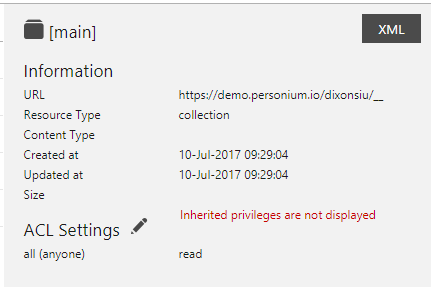 [main]
XML
Information
URL https://demo.personium.io/dixonsiu/__
Resource Type collection
Content Type
Created at 10-Jul-2017 09:29:04
Updated at 10-Jul-2017 09:29:04
Size
Inherited privileges are not displayed
ACL Settings
all (anyone) read